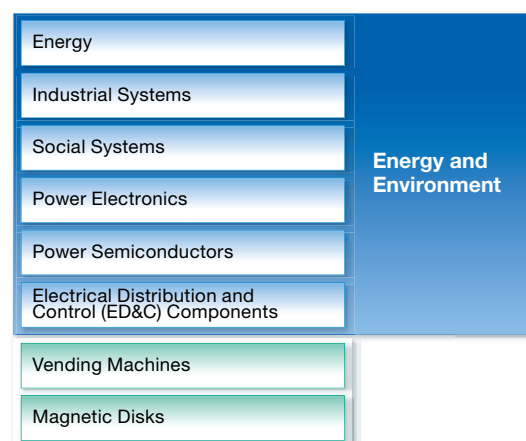 Energy
Industrial Systems
Social Systems
Power Electronics
Power Semiconductors
Electrical Distribution and
Control (ED&C) Components
Energy and
Environment
Vending Machines
Magnetic Disks